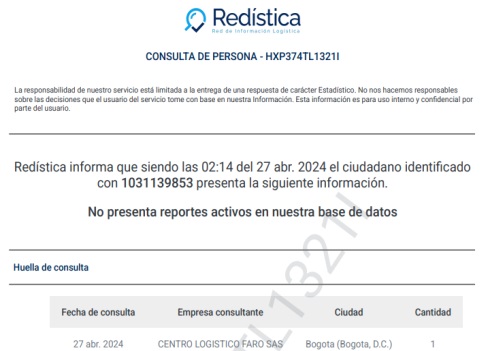 Redística
Red de Información Logística
CONSULTA DE PERSONA - HXP374TL1321I
La responsabilidad de nuestro servicio está limitada a la entrega de una respuesta de carácter Estadístico. No nos hacemos responsables
sobre las decisiones que el usuario del servicio tome con base en nuestra Información. Esta información es para uso interno y confidencial por
parte del usuario.
Redística informa que siendo las 02:14 del 27 abr. 2024 el ciudadano identificado
con 1031139853 presenta la siguiente información.
No presenta reportes activos en nuestra base de datos
Huella de consulta
Fecha de consulta Empresa consultante Ciudad Cantidad
27 abr. 2024 CENTRO LOGISTICO FARO SAS Bogota (Bogota, D.C.) 1
TL1321I